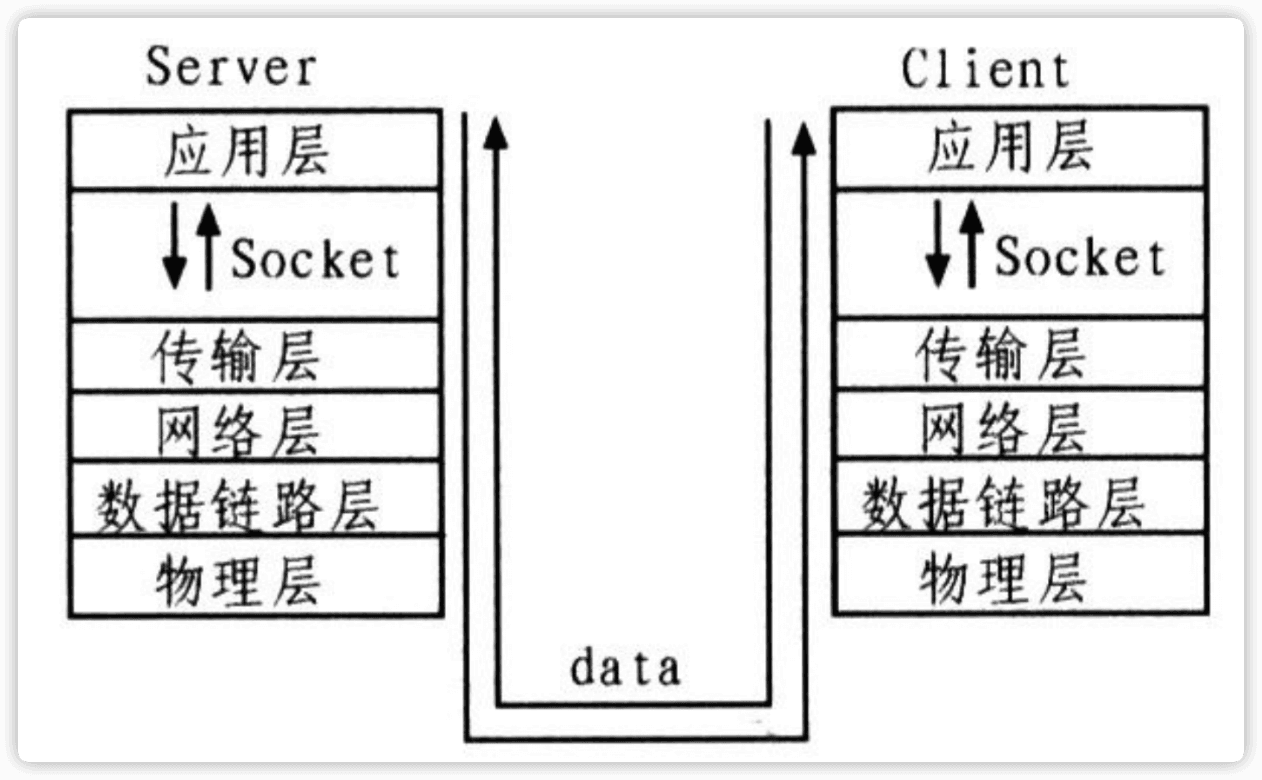 Server
应用层
Socket
传输层
网络层
数据链路层
物理层
data
Client
应用层
Socket
传输层
网络层
数据链路层
物理层